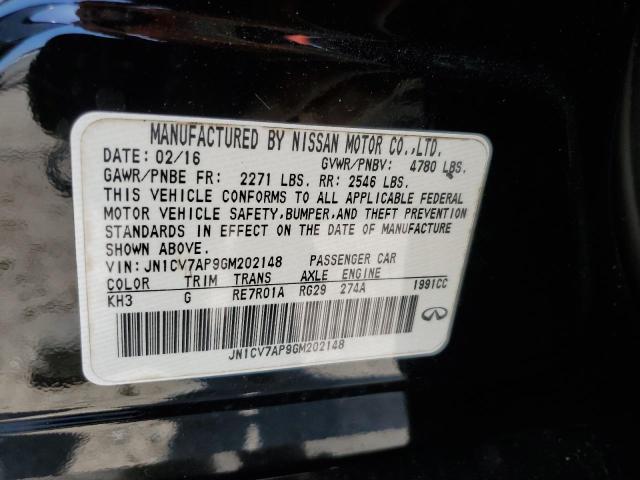 MANUFACTURED BY NISSAN MOTOR CO.,LTD.
DATE: 02/16 GVWR/PNBV: 4780 LBS.
GAWR/PNBE FR: 2271 LBS. RR: 2546 LBS.
THIS VEHICLE CONFORMS TO ALL APPLICABLE FEDERAL
MOTOR VEHICLE SAFETY,BUMPER,AND THEFT PREVENTION
STANDARDS IN EFFECT ON THE DATE OF MANUFACTURE
SHOWN ABOVE.
VIN: JN1CV7AP9GM202148 PASSENGER CAR
COLOR TRIM TRANS AXLE ENGINE
KH3 G RE7R01A RG29 274A 1991CC
JN1CV7AP9GM202148